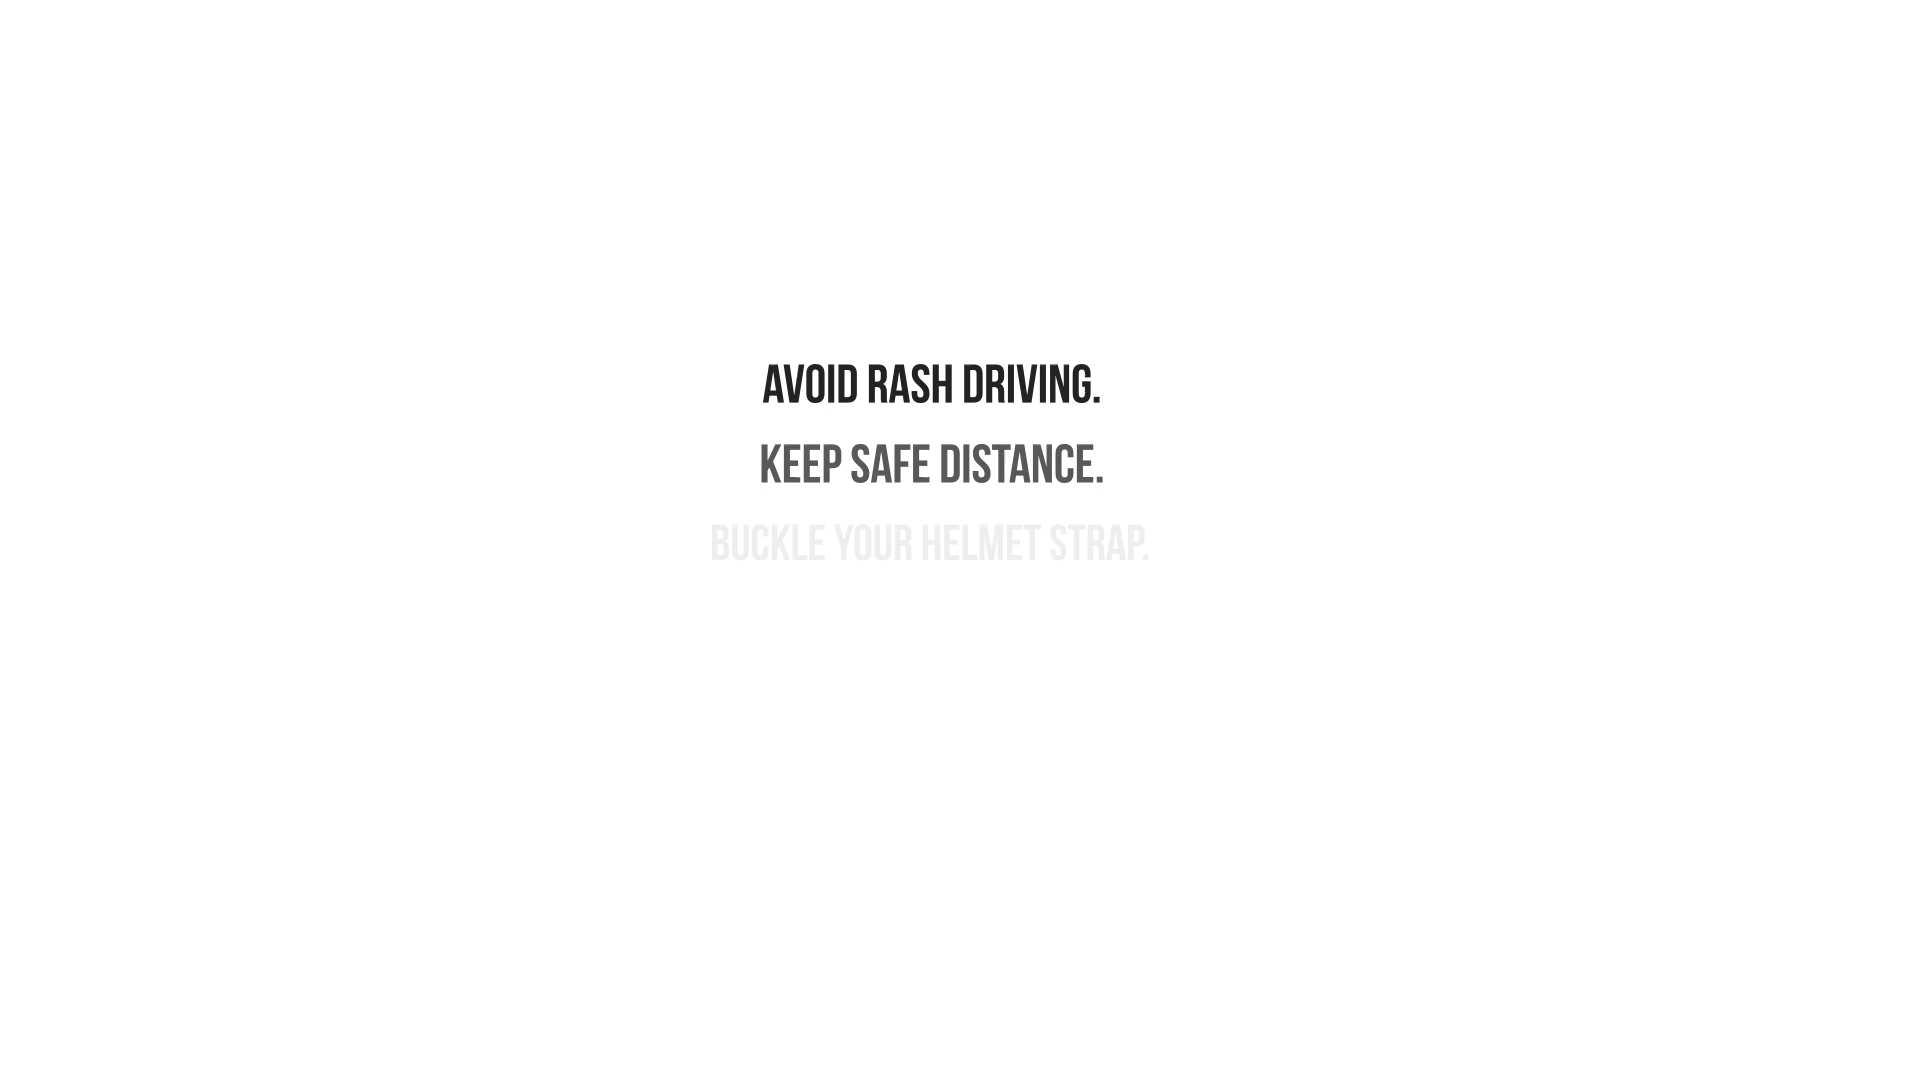 AVOID RASH DRIVING.
KEEP SAFE DISTANCE.
BUCKLE YOUR HELMET STRAP.